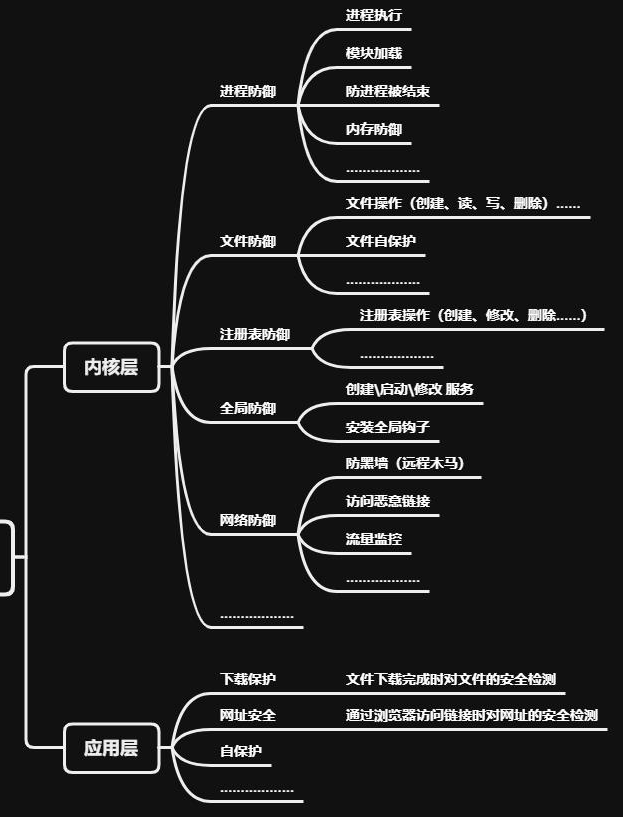 进程执行
模块加载
进程防御
防进程被结束
内存防御
..................
文件操作（创建、读、写、删除）......
文件防御
文件自保护
..................
注册表操作（创建、修改、删除......）
注册表防御
..................
内核层
创建\启动\修改 服务
全局防御
安装全局钩子
防黑墙（远程木马）
访问恶意链接
网络防御
流量监控
..................
..................
下载保护
文件下载完成时对文件的安全检测
网址安全
通过浏览器访问链接时对网址的安全检测
应用层
自保护
..................